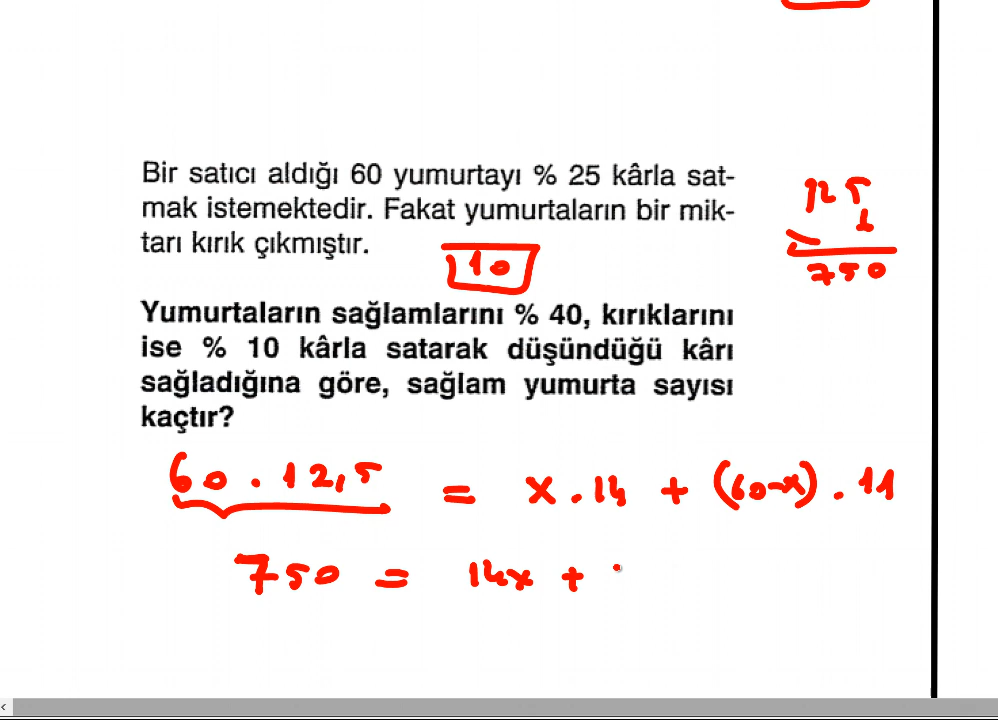 Bir satıcı aldığı 60 yumurtayı % 25 kârla sat-
mak istemektedir. Fakat yumurtaların bir mik-
tarı kırık çıkmıştır.
10
125
6
750
Yumurtaların sağlamlarını % 40, kırıklarını
ise % 10 kârla satarak düşündüğü kârı
sağladığına göre, sağlam yumurta sayısı
kaçtır?
60 . 12,5 = x . 14 + (60-x) . 11
750 = 14x +